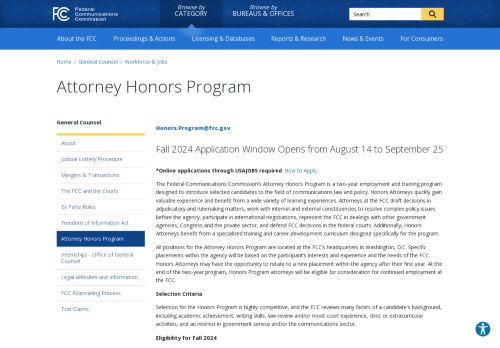 Federal
Communications
Commission
FCC
Browse by
CATEGORY
Browse by
BUREAUS & OFFICES
Search
About the FCC
Proceedings & Actions
Licensing & Databases
Reports & Research
News & Events
For Consumers
Home / General Counsel / Workforce & Jobs
Attorney Honors Program
General Counsel
About
Judicial Lottery Procedure
Mergers & Transactions
The FCC and the Courts
Ex Parte Rules
Freedom of Information Act
Attorney Honors Program
Internships - Office of General
Counsel
Legal Websites and Information
FCC Rulemaking Process
Tort Claims
Honors.Program@fcc.gov
Fall 2024 Application Window Opens from August 14 to September 25
*Online applications through USAJOBS required: How to Apply.
The Federal Communications Commission's Attorney Honors Program is a two-year employment and training program
designed to introduce selected candidates to the field of communications law and policy. Honors Attorneys quickly gain
valuable experience and benefit from a wide variety of learning experiences. Attorneys at the FCC draft decisions in
adjudicatory and rulemaking matters, work with internal and external constituencies to resolve complex policy issues
before the agency, participate in international negotiations, represent the FCC in dealings with other government
agencies, Congress and the private sector, and defend FCC decisions in the federal courts. Additionally, Honors
Attorneys benefit from a specialized training and career-development curriculum designed specifically for the program.
All positions for the Attorney Honors Program are located at the FCC's headquarters in Washington, D.C. Specific
placements within the agency will be based on the participant's interests and experience and the needs of the FCC.
Honors Attorneys may have the opportunity to rotate to a new placement within the agency after their first year. At the
end of the two-year program, Honors Program attorneys will be eligible for consideration for continued employment at
the FCC.
Selection Criteria
Selection for the Honors Program is highly-competitive, and the FCC reviews many facets of a candidate's background,
including academic achievement, writing skills, law review and/or moot court experience, clinic or extracurricular
activities, and an interest in government service and/or the communications sector.
Eligibility for Fall 2024